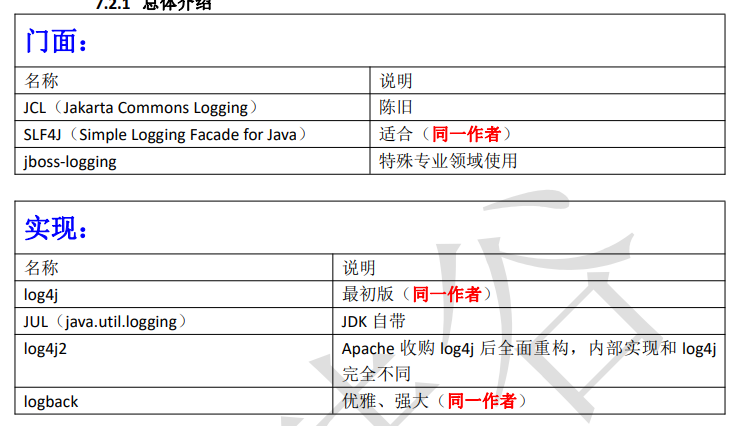 7.2.1 总体介绍
门面：
名称 说明
JCL（Jakarta Commons Logging） 陈旧
SLF4J（Simple Logging Facade for Java） 适合（同一作者）
jboss-logging 特殊专业领域使用
实现：
名称 说明
log4j 最初版（同一作者）
JUL（java.util.logging） JDK 自带
log4j2 Apache 收购 log4j 后全面重构，内部实现和 log4j
完全不同
logback 优雅、强大（同一作者）